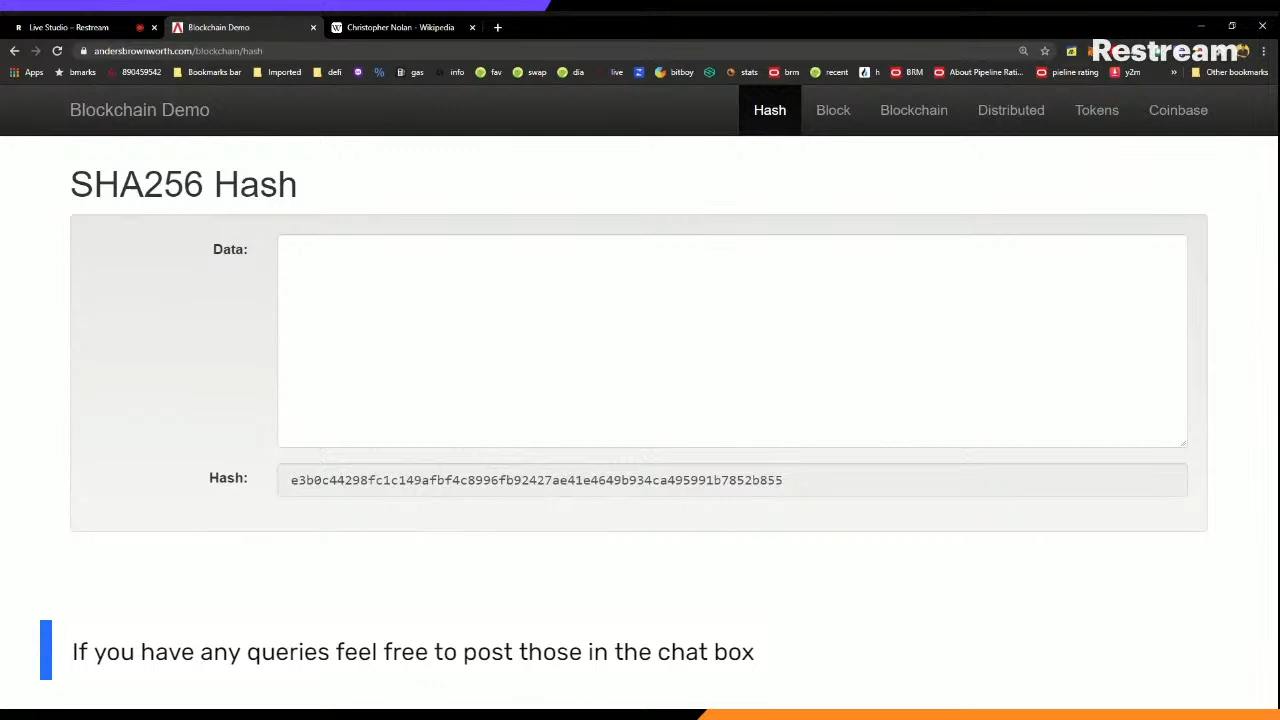 Live Studio – Restream
Blockchain Demo
Christopher Nolan - Wikipedia
andersbrownworth.com/blockchain/hash
Restream
Apps bmarks 890459542 Bookmarks bar Imported defi gas info fav swap dia live bitboy stats brm recent h BRM About Pipeline Rati... pieline rating y2m » Other bookmarks
Blockchain Demo Hash Block Blockchain Distributed Tokens Coinbase
SHA256 Hash
Data:
Hash: e3b0c44298fc1c149afbf4c8996fb92427ae41e4649b934ca495991b7852b855
If you have any queries feel free to post those in the chat box